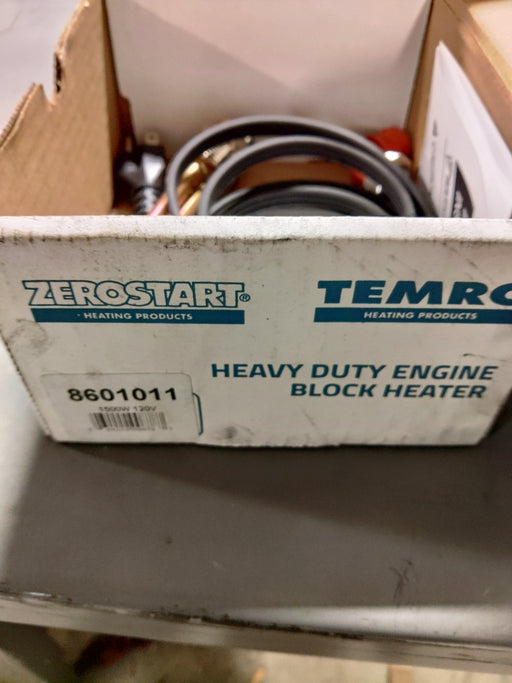 ZEROSTART®
HEATING PRODUCTS
TEMRO
HEATING PRODUCTS
HEAVY DUTY ENGINE
BLOCK HEATER
8601011
1500W 120V